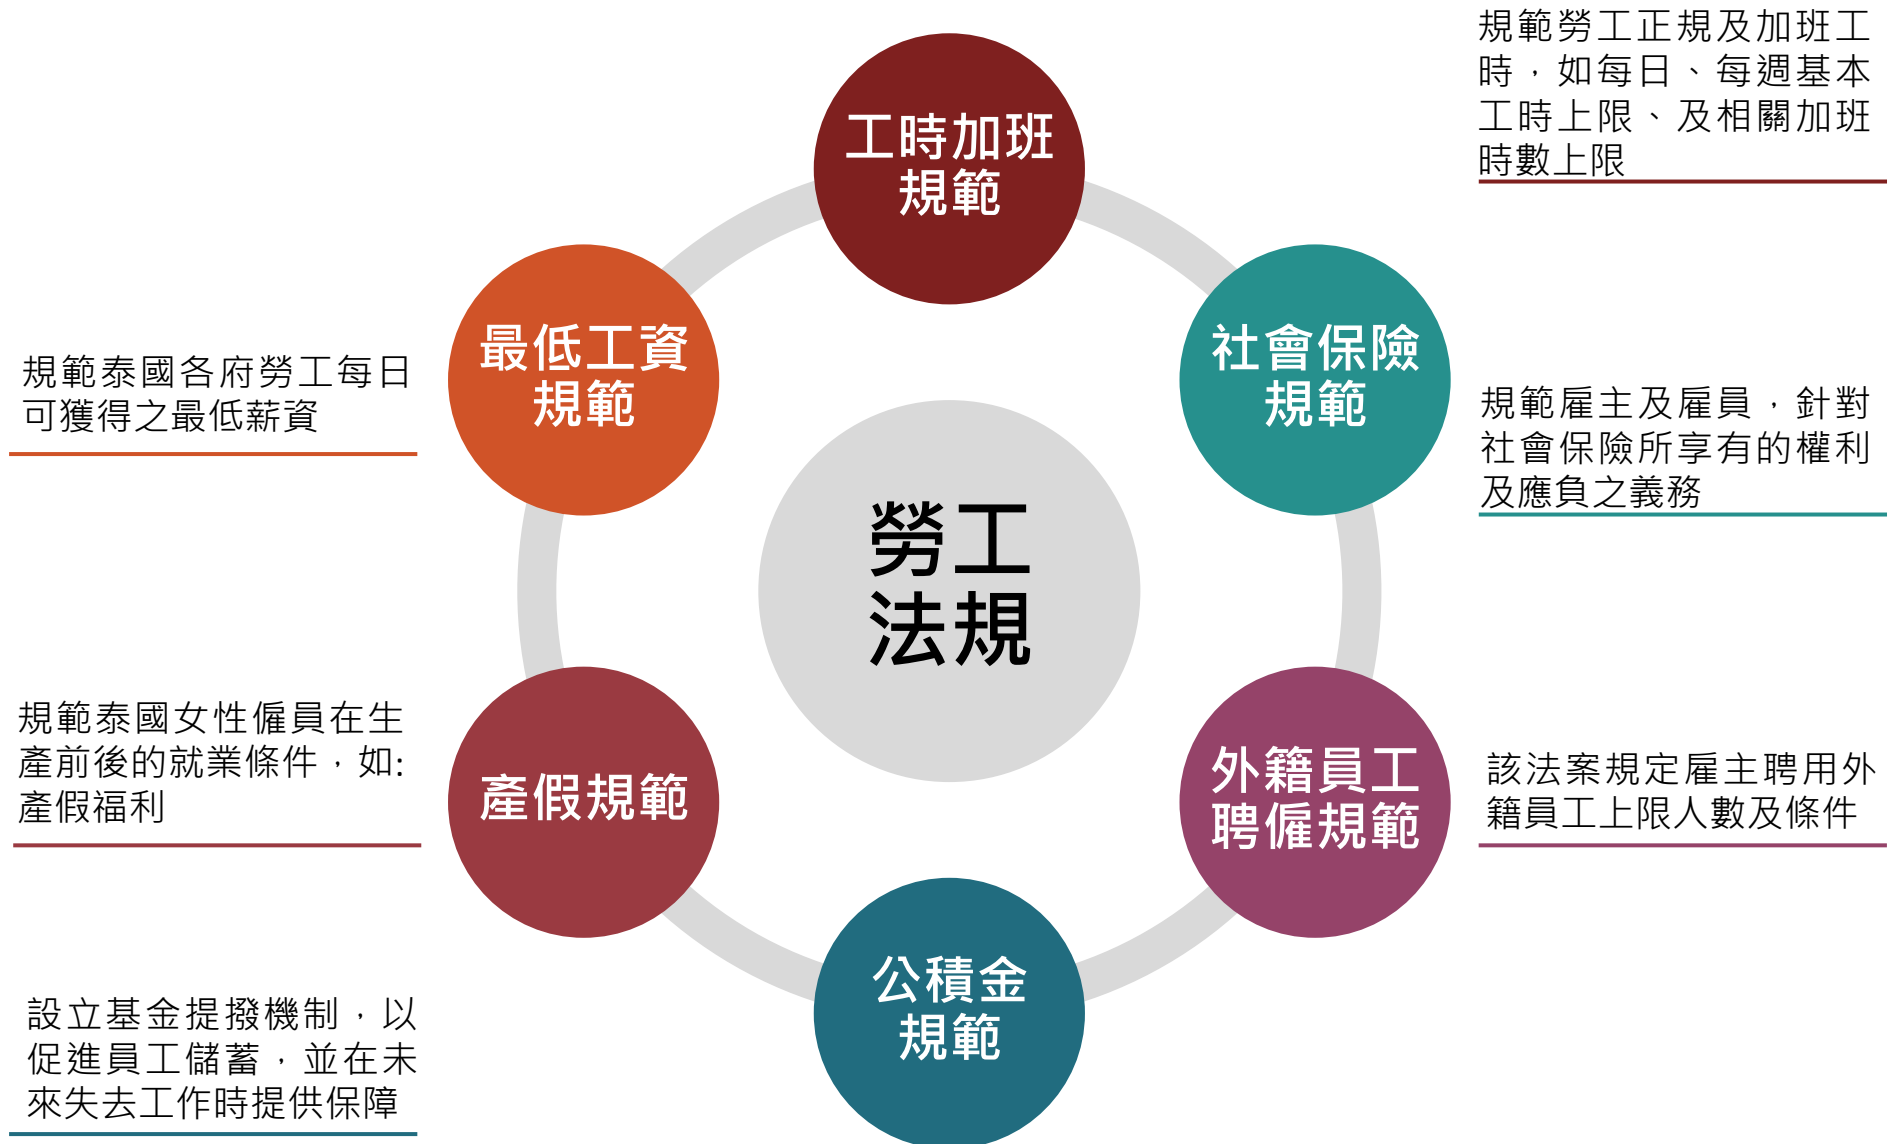 規範勞工正規及加班工
時，如每日、每週基本
工時上限、及相關加班
時數上限
工時加班
規範
最低工資
規範
社會保險
規範
規範泰國各府勞工每日
可獲得之最低薪資
規範雇主及雇員，針對
社會保險所享有的權利
及應負之義務
勞工
法規
規範泰國女性僱員在生
產前後的就業條件，如:
產假福利
產假規範
外籍員工
聘僱規範
該法案規定雇主聘用外
籍員工上限人數及條件
公積金
規範
設立基金提撥機制，以
促進員工儲蓄，並在未
來失去工作時提供保障